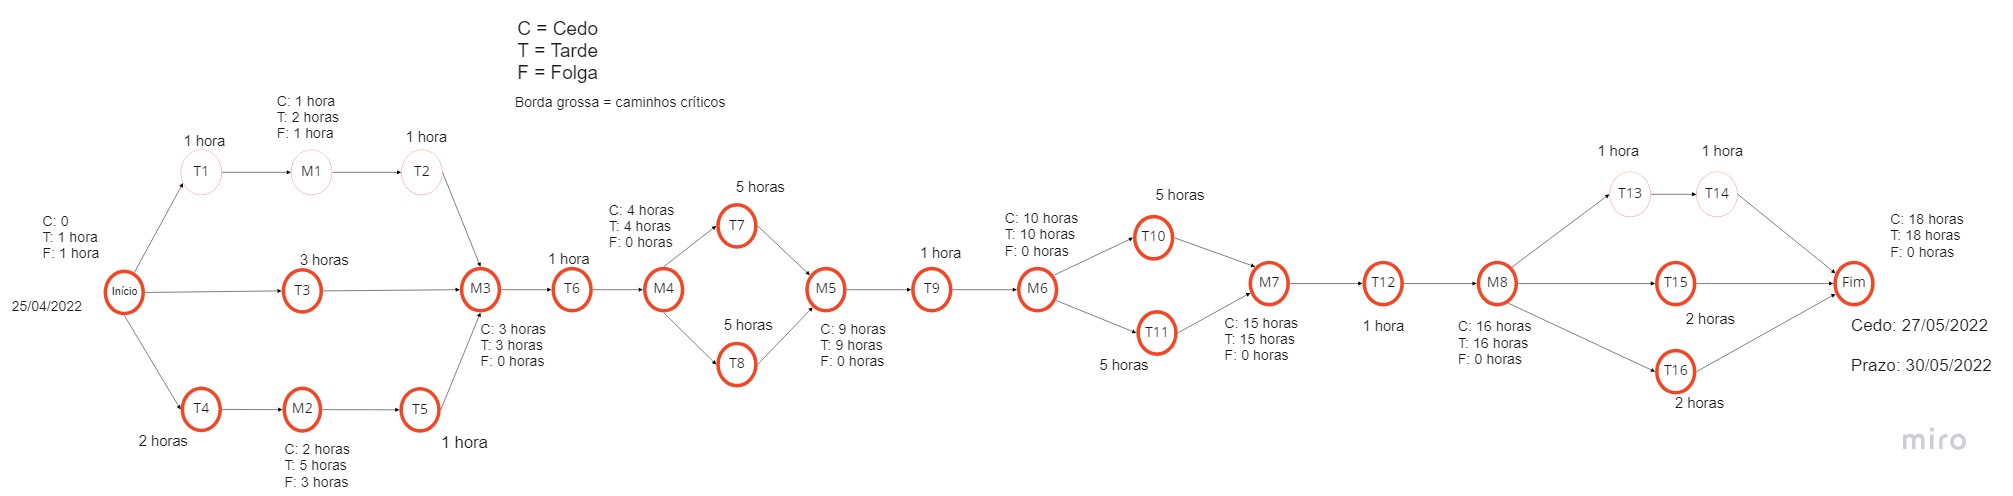 C = Cedo
T = Tarde
F = Folga
Borda grossa = caminhos críticos
C: 1 hora
T: 2 horas
F: 1 hora
1 hora
1 hora
T1
M1
T2
C: 0
T: 1 hora
F: 1 hora
Início
25/04/2022
3 horas
T3
M3
C: 3 horas
T: 3 horas
F: 0 horas
T4
M2
T5
2 horas
1 hora
C: 2 horas
T: 5 horas
F: 3 horas
1 hora
T6
C: 4 horas
T: 4 horas
F: 0 horas
M4
5 horas
T7
5 horas
T8
M5
C: 9 horas
T: 9 horas
F: 0 horas
1 hora
T9
C: 10 horas
T: 10 horas
F: 0 horas
M6
5 horas
T10
T11
5 horas
M7
C: 15 horas
T: 15 horas
F: 0 horas
T12
1 hora
M8
C: 16 horas
T: 16 horas
F: 0 horas
1 hora
1 hora
T13
T14
T15
2 horas
T16
2 horas
C: 18 horas
T: 18 horas
F: 0 horas
Fim
Cedo: 27/05/2022
Prazo: 30/05/2022
miro